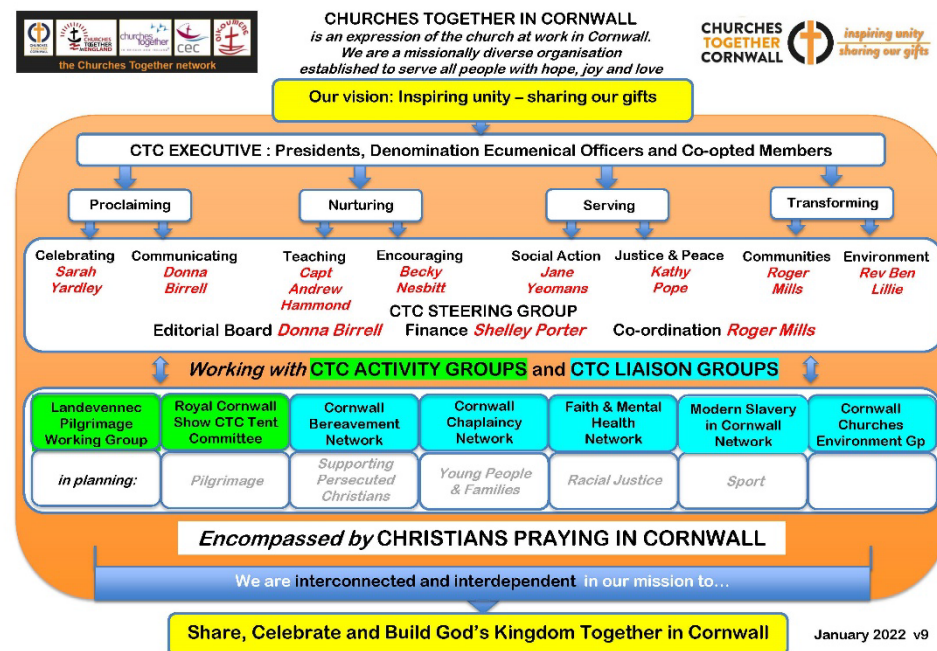 CHURCHES TOGETHER IN CORNWALL
is an expression of the church at work in Cornwall.
We are a missionally diverse organisation
established to serve all people with hope, joy and love
CHURCHES
TOGETHER
CORNWALL
inspiring unity
sharing our gifts
churches together
cec
OIKOUMENE
the Churches Together network
Our vision: Inspiring unity – sharing our gifts
CTC EXECUTIVE : Presidents, Denomination Ecumenical Officers and Co-opted Members
Proclaiming
Nurturing
Serving
Transforming
Celebrating
Sarah
Yardley
Communicating
Donna
Birrell
Teaching
Capt
Andrew
Hammond
Encouraging
Becky
Nesbitt
Social Action
Jane
Yeomans
Justice & Peace
Kathy
Pope
Communities
Roger
Mills
Environment
Rev Ben
Lillie
CTC STEERING GROUP
Editorial Board Donna Birrell Finance Shelley Porter Co-ordination Roger Mills
Working with CTC ACTIVITY GROUPS and CTC LIAISON GROUPS
Landevennec
Pilgrimage
Working Group
Royal Cornwall
Show CTC Tent
Committee
Cornwall
Bereavement
Network
Cornwall
Chaplaincy
Network
Faith & Mental
Health
Network
Modern Slavery
in Cornwall
Network
Cornwall
Churches
Environment Gp
in planning:
Pilgrimage
Supporting
Persecuted
Christians
Young People
& Families
Racial Justice
Sport
Encompassed by CHRISTIANS PRAYING IN CORNWALL
We are interconnected and interdependent in our mission to...
Share, Celebrate and Build God's Kingdom Together in Cornwall
January 2022 v9